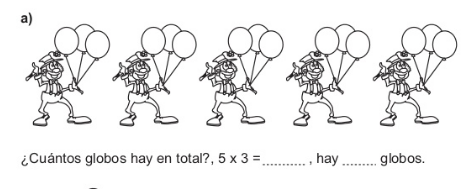 a)
¿Cuántos globos hay en total?, 5 x 3 =.........., hay ........ globos.